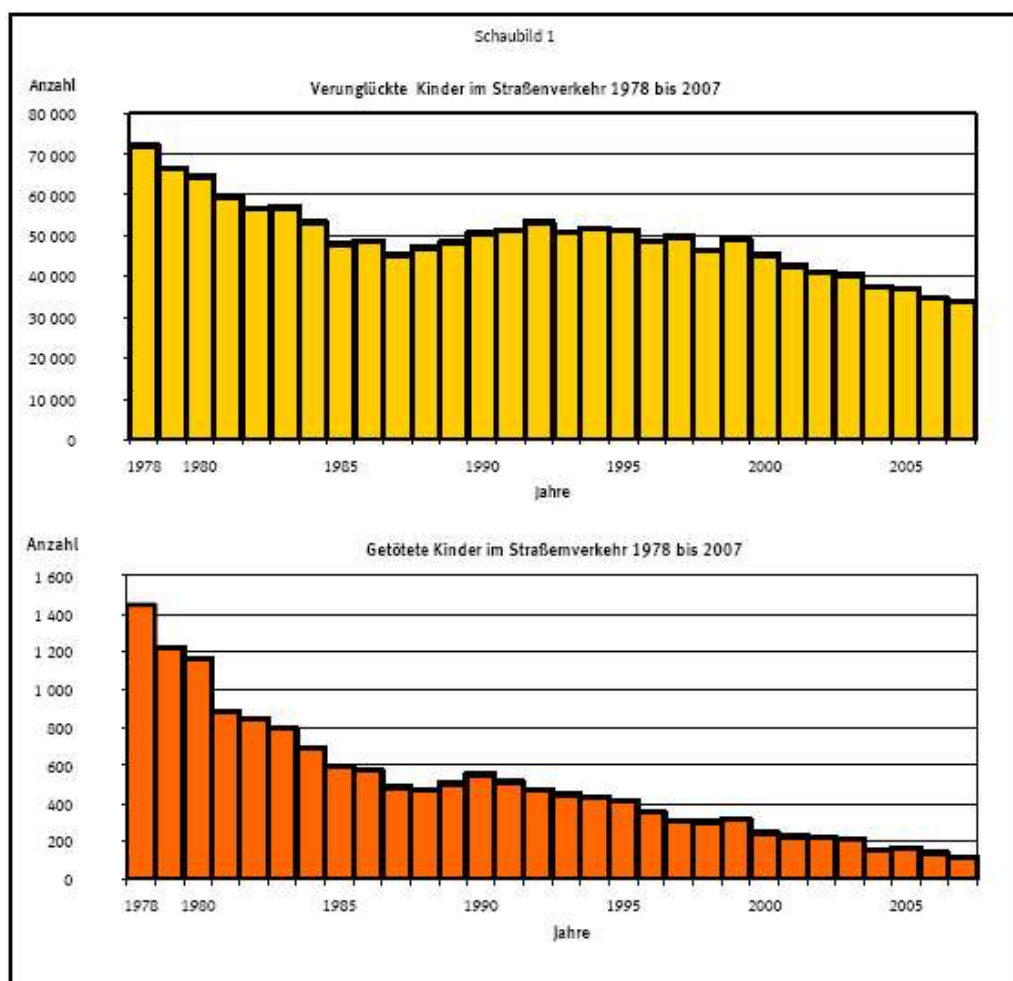 Schaubild 1
Anzahl
Verunglückte Kinder im Straßenverkehr 1978 bis 2007
80 000
70 000
60 000
50 000
40 000
30 000
20 000
10 000
0
1978 1980 1985 1990 1995 2000 2005
Jahre
Anzahl
Getötete Kinder im Straßemverkehr 1978 bis 2007
1 600
1 400
1 200
1 000
800
600
400
200
0
1978 1980 1985 1990 1995 2000 2005
Jahre